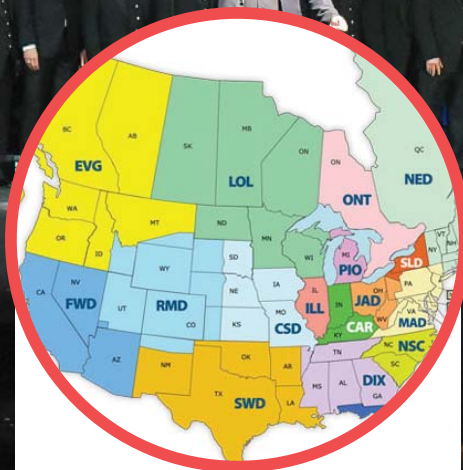 BC
AB
SK
MB
ON
ON
QC
EVG
LOL
ONT
NED
WA
MT
ND
MN
OR
ID
WI
MI
NY
VT
NH
SD
WY
PIO
SLD
IA
PA
CA
NV
NE
IL
OH
FWD
UT
RMD
ILL
IN
JAD
WV
CO
KS
MO
CSD
CAR
VA
MAD
KY
NSC
NC
TN
AZ
NM
OK
AR
SC
MS
AL
DIX
GA
TX
SWD
LA